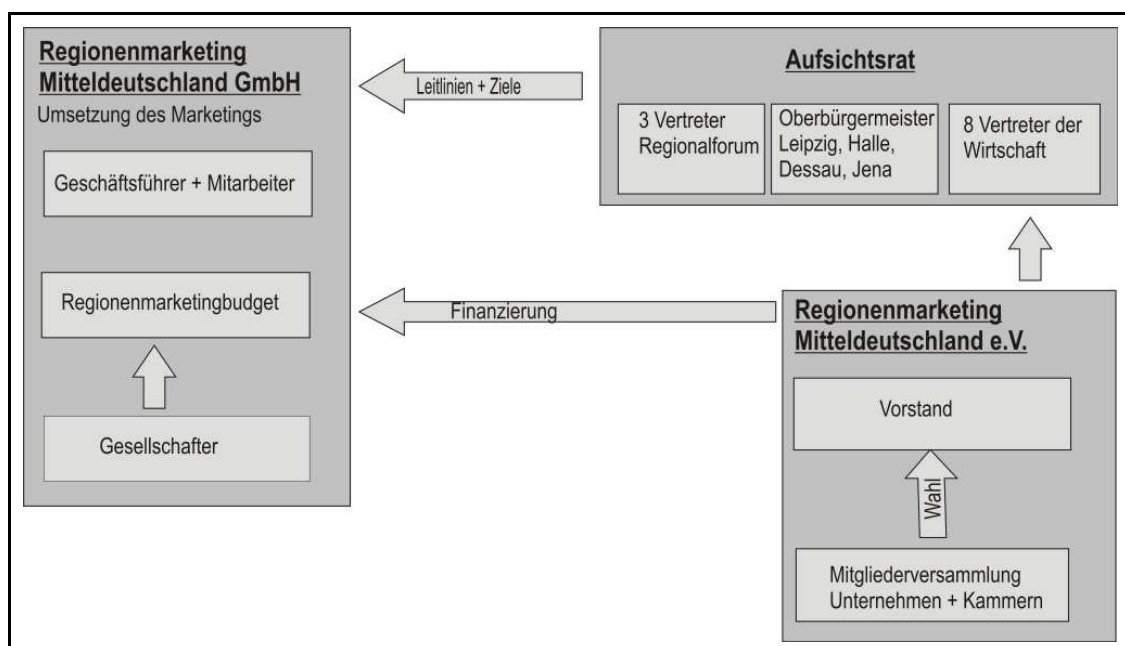 Regionenmarketing
Mitteldeutschland GmbH
Umsetzung des Marketings
Geschäftsführer + Mitarbeiter
Regionenmarketingbudget
Gesellschafter
Leitlinien + Ziele
Finanzierung
Aufsichtsrat
3 Vertreter
Regionalforum
Oberbürgermeister
Leipzig, Halle,
Dessau, Jena
8 Vertreter der
Wirtschaft
Regionenmarketing
Mitteldeutschland e.V.
Vorstand
Wahl
Mitgliederversammlung
Unternehmen + Kammern